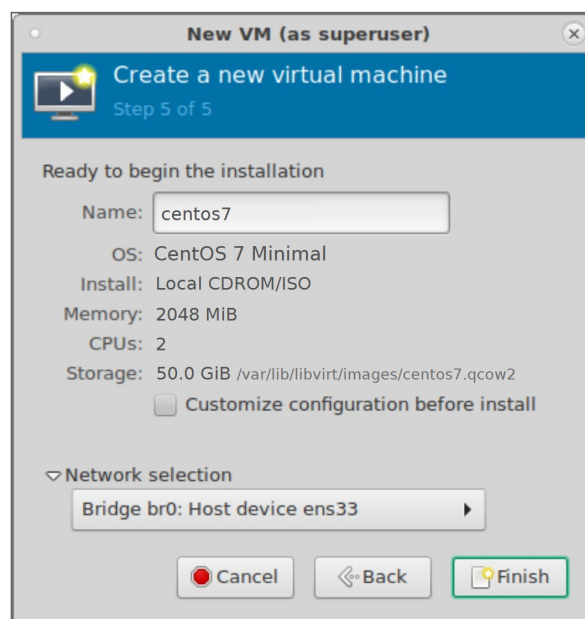 New VM (as superuser)
Create a new virtual machine
Step 5 of 5
Ready to begin the installation
Name: centos7
OS: CentOS 7 Minimal
Install: Local CDROM/ISO
Memory: 2048 MiB
CPUs: 2
Storage: 50.0 GiB /var/lib/libvirt/images/centos7.qcow2
Customize configuration before install
Network selection
Bridge br0: Host device ens33
Cancel Back Finish